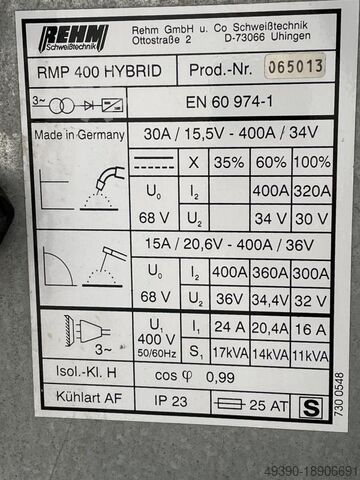 REHM
Schweißtechnik
Rehm GmbH u. Co Schweißtechnik
Ottostraße 2 D-73066 Uhingen
RMP 400 HYBRID Prod.-Nr. 065013
3~ EN 60 974-1
Made in Germany 30A / 15,5V - 400A / 34V
X 35% 60% 100%
U₀ I₂ 400A 320A
68 V U₂ 34 V 30 V
15A / 20,6V - 400A / 36V
U₀ I₂ 400A 360A 300A
68 V U₂ 36V 34,4V 32 V
3~ U₁ 400 V 50/60Hz I₁ 24 A 20,4A 16 A
S₁ 17kVA 14kVA 11kVA
Isol.-Kl. H cos φ 0,99
Kühlart AF IP 23 25 AT S
730 0548
49390-18906691